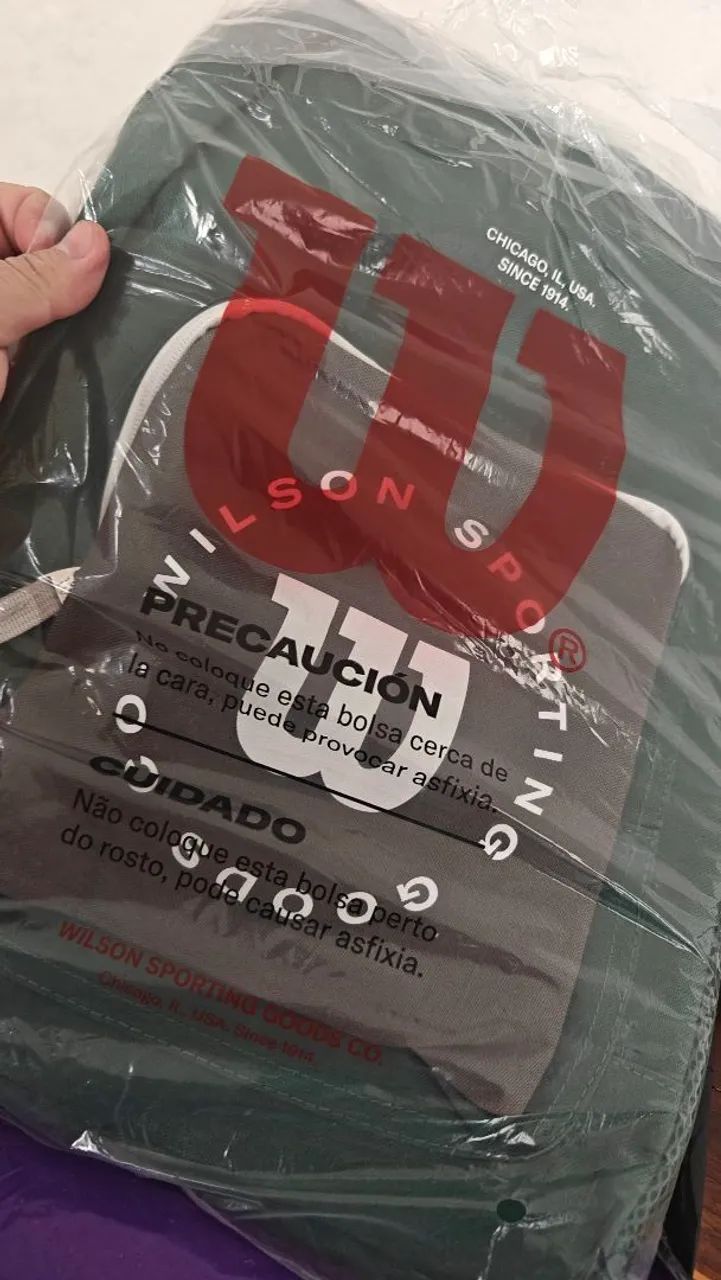 CHICAGO, IL, USA.
SINCE 1914.
WILSON SPORTING GOODS CO
®
PRECAUCIÓN
No coloque esta bolsa cerca de
la cara, puede provocar asfixia.
CUIDADO
Não coloque esta bolsa perto
do rosto, pode causar asfixia.
WILSON SPORTING GOODS CO.
Chicago, IL, USA. Since 1914.